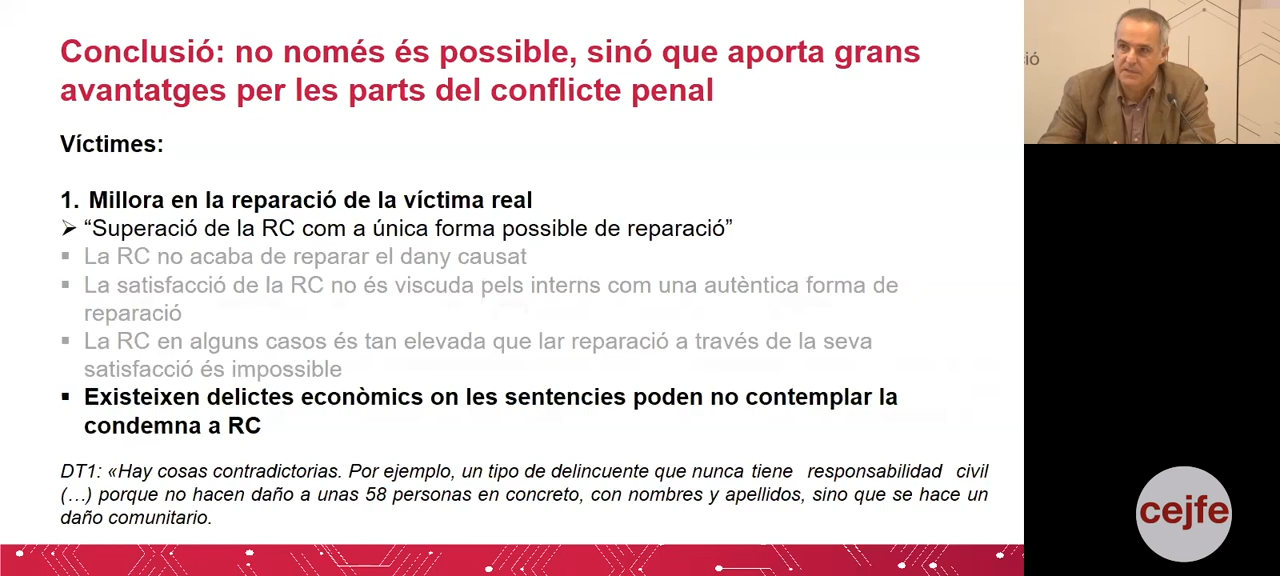 Conclusió: no només és possible, sinó que aporta grans
avantatges per les parts del conflicte penal
Víctimes:
1. Millora en la reparació de la víctima real
➢ “Superació de la RC com a única forma possible de reparació”
▪ La RC no acaba de reparar el dany causat
▪ La satisfacció de la RC no és viscuda pels interns com una autèntica forma de
reparació
▪ La RC en alguns casos és tan elevada que lar reparació a través de la seva
satisfacció és impossible
▪ Existeixen delictes econòmics on les sentencies poden no contemplar la
condemna a RC
DT1: «Hay cosas contradictorias. Por ejemplo, un tipo de delincuente que nunca tiene responsabilidad civil
(…) porque no hacen daño a unas 58 personas en concreto, con nombres y apellidos, sino que se hace un
daño comunitario.
ió
cejfe